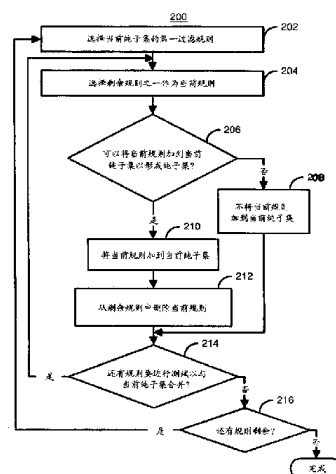 200
选择当前纯子集的第一过滤规则
202
选择剩余规则之一作为当前规则
204
206
可以将当前规则加到当前
纯子集以形成纯子集?
否
208
不将当前规则
加到当前纯子集
是
210
将当前规则加到当前纯子集
212
从剩余规则中删除当前规则
214
还有规则要进行测试以与
当前纯子集合并?
是
否
216
还有规则剩余?
是
否
完成